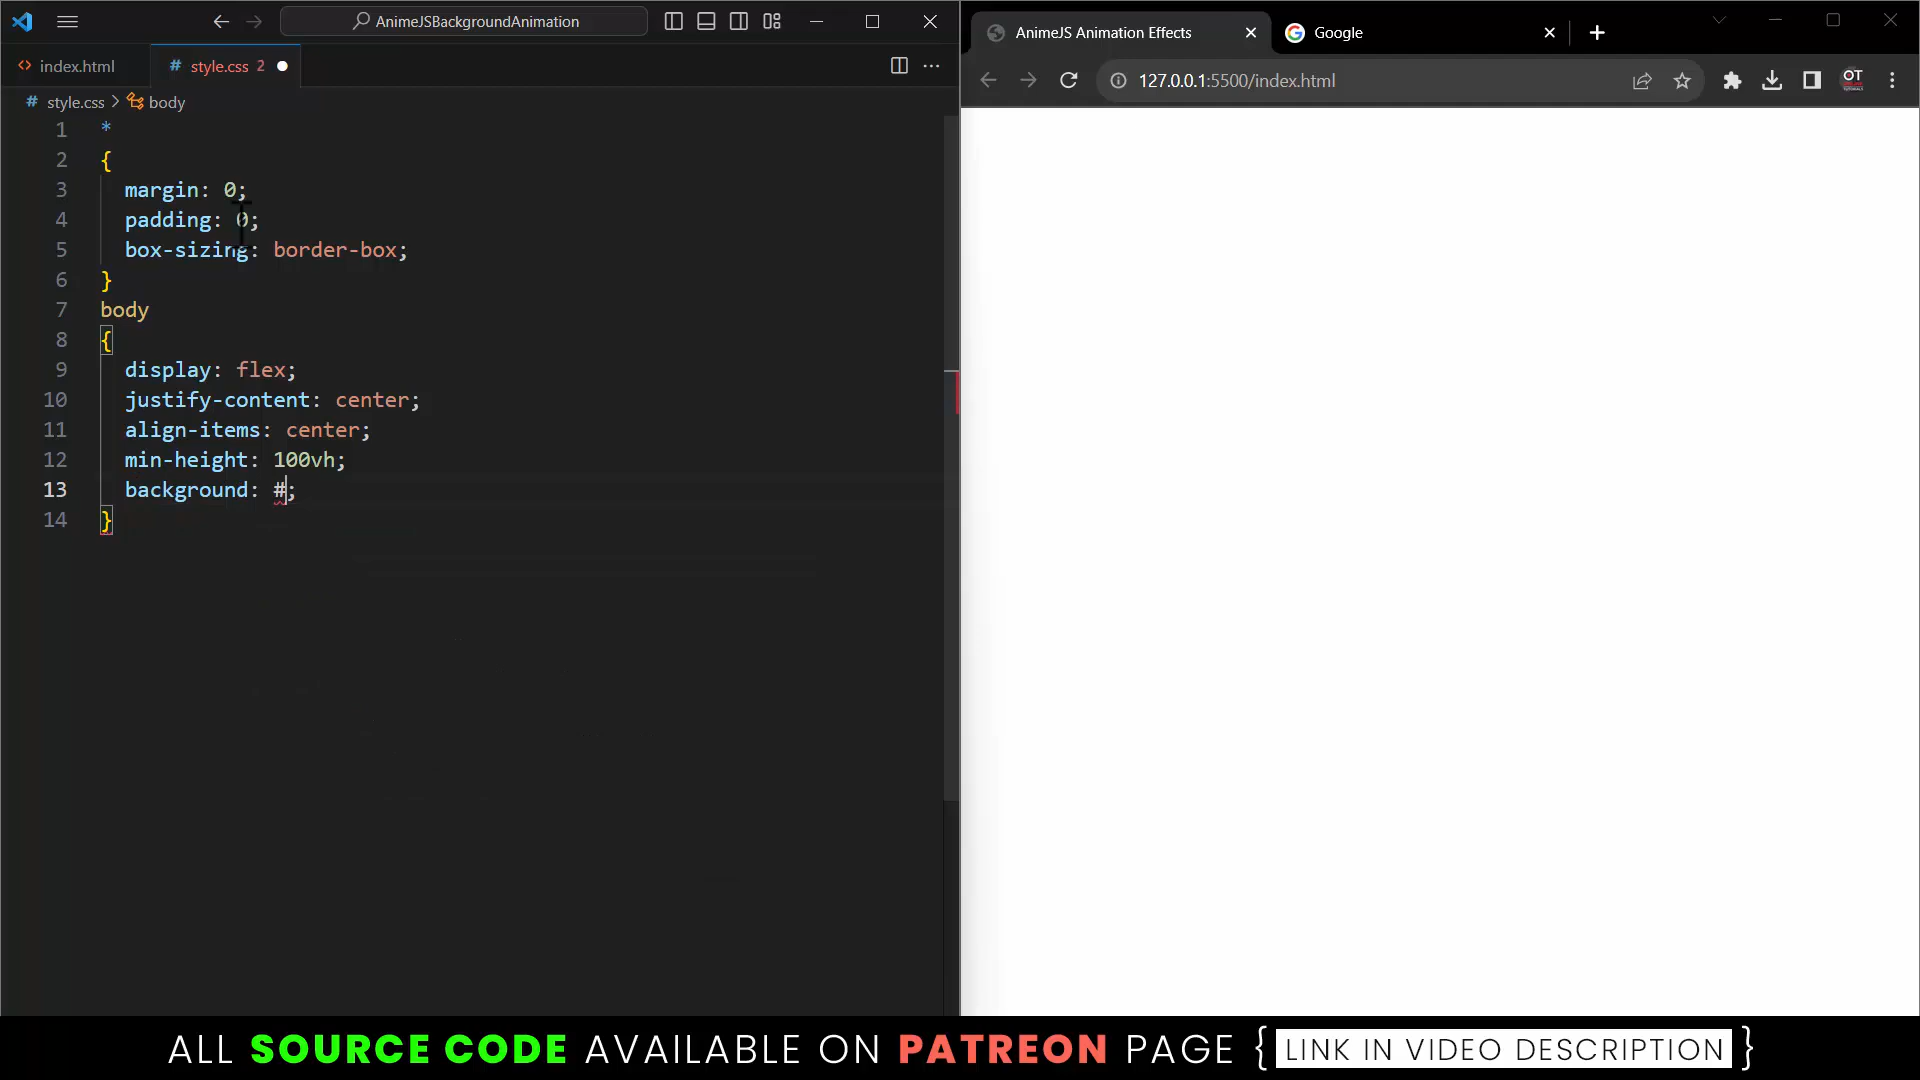 AnimeJSBackgroundAnimation
index.html
# style.css 2
# style.css > body
1 *
2 {
3 margin: 0;
4 padding: 0;
5 box-sizing: border-box;
6 }
7 body
8 {
9 display: flex;
10 justify-content: center;
11 align-items: center;
12 min-height: 100vh;
13 background: #;
14 }
AnimeJS Animation Effects
Google
127.0.0.1:5500/index.html
OT
ALL SOURCE CODE AVAILABLE ON PATREON PAGE { LINK IN VIDEO DESCRIPTION }